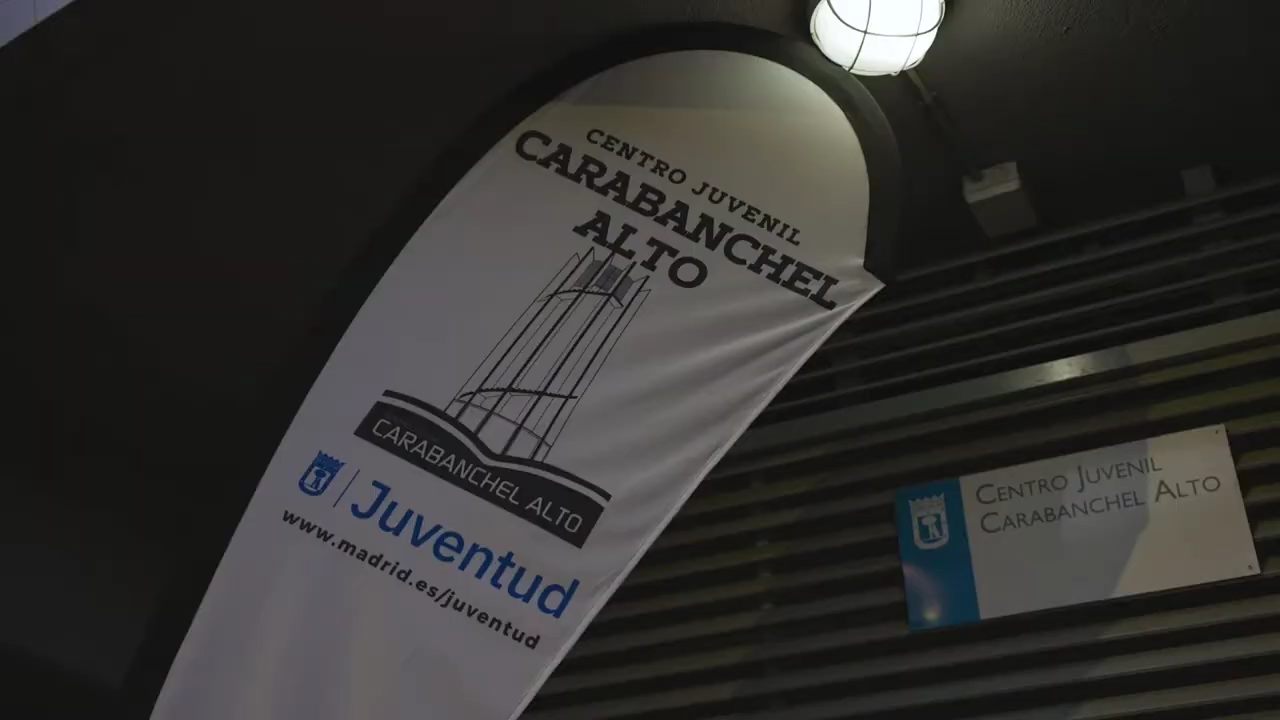 CENTRO JUVENIL
CARABANCHEL
ALTO
CARABANCHEL ALTO
Juventud
www.madrid.es/juventud
CENTRO JUVENIL
CARABANCHEL ALTO